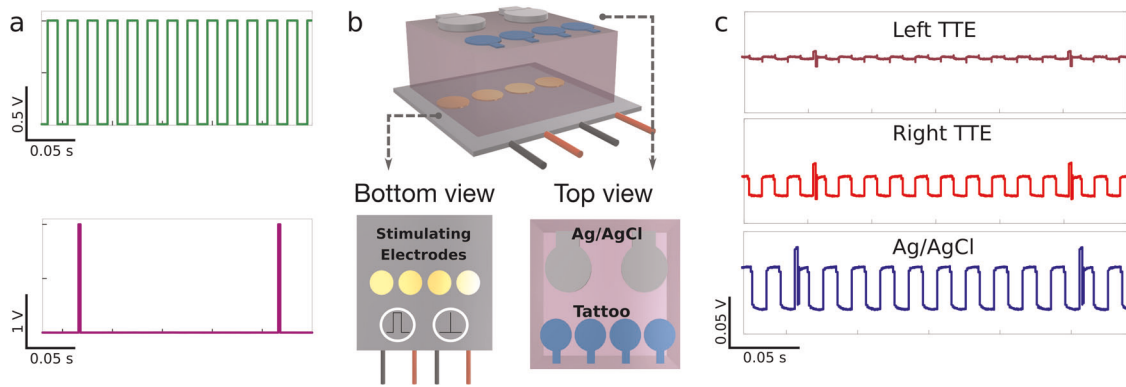 a
0.5 V
0.05 s
1 V
0.05 s
b
Bottom view
Stimulating
Electrodes
Top view
Ag/AgCl
Tattoo
c
Left TTE
Right TTE
Ag/AgCl
0.05 V
0.05 s